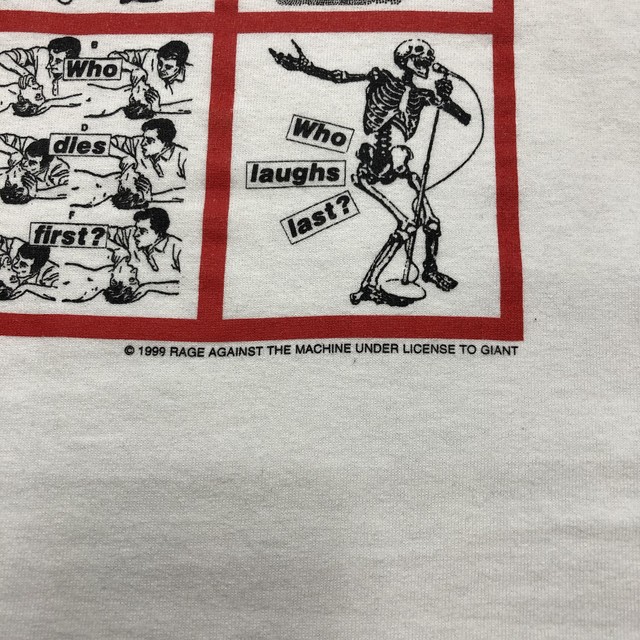 B
Who
D
dies
F
first?
Who
laughs
last?
© 1999 RAGE AGAINST THE MACHINE UNDER LICENSE TO GIANT